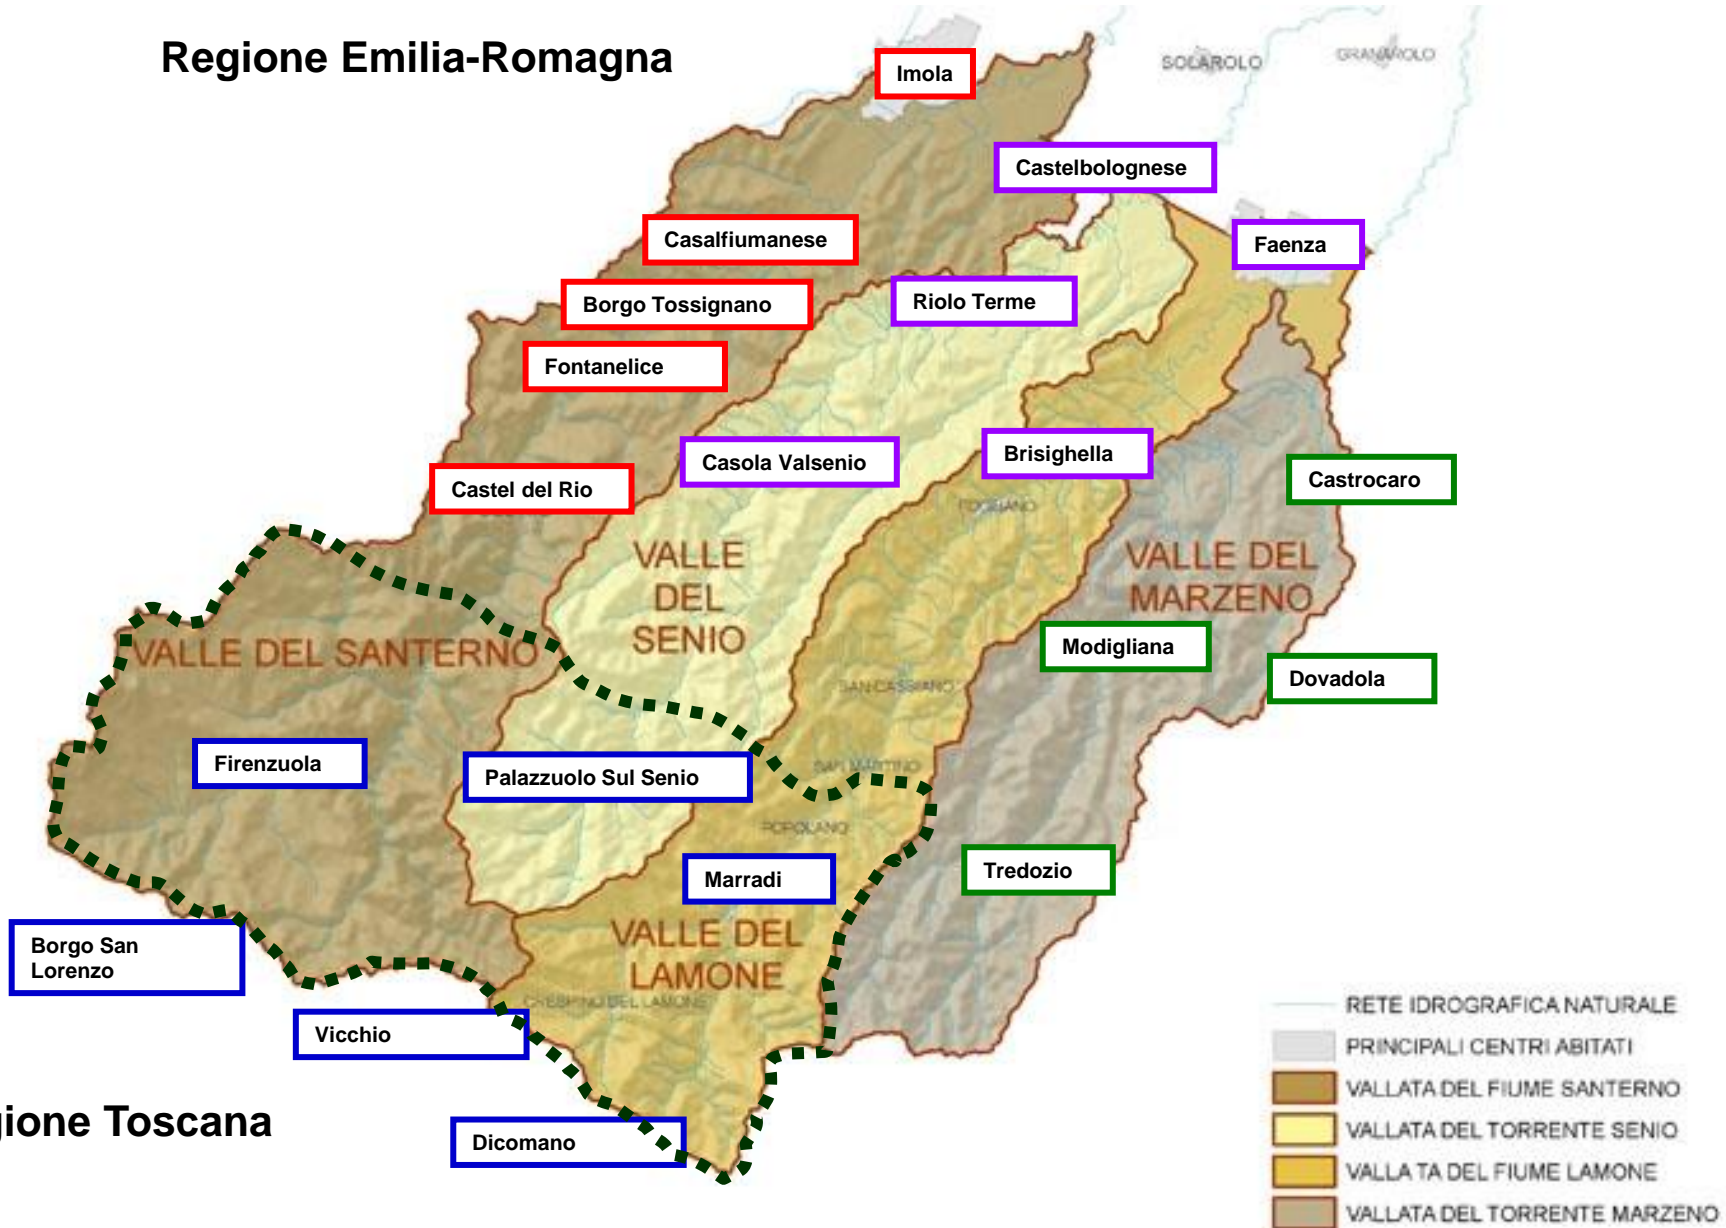 Regione Emilia-Romagna
Imola
SOLAROLO
GRANAROLO
Castelbolognese
Casalfiumanese
Faenza
Borgo Tossignano
Riolo Terme
Fontanelice
Casola Valsenio
Brisighella
Castel del Rio
Castrocaro
FOGNANO
VALLE
DEL
SENIO
VALLE DEL
MARZENO
VALLE DEL SANTERNO
Modigliana
Dovadola
SAN CASSIANO
Firenzuola
Palazzuolo Sul Senio
SAN MARTINO
POPOLANO
Marradi
Tredozio
VALLE DEL
LAMONE
Borgo San
Lorenzo
CRESPINO DEL LAMONE
Vicchio
gione Toscana
Dicomano
RETE IDROGRAFICA NATURALE
PRINCIPALI CENTRI ABITATI
VALLATA DEL FIUME SANTERNO
VALLATA DEL TORRENTE SENIO
VALLA TA DEL FIUME LAMONE
VALLATA DEL TORRENTE MARZENO